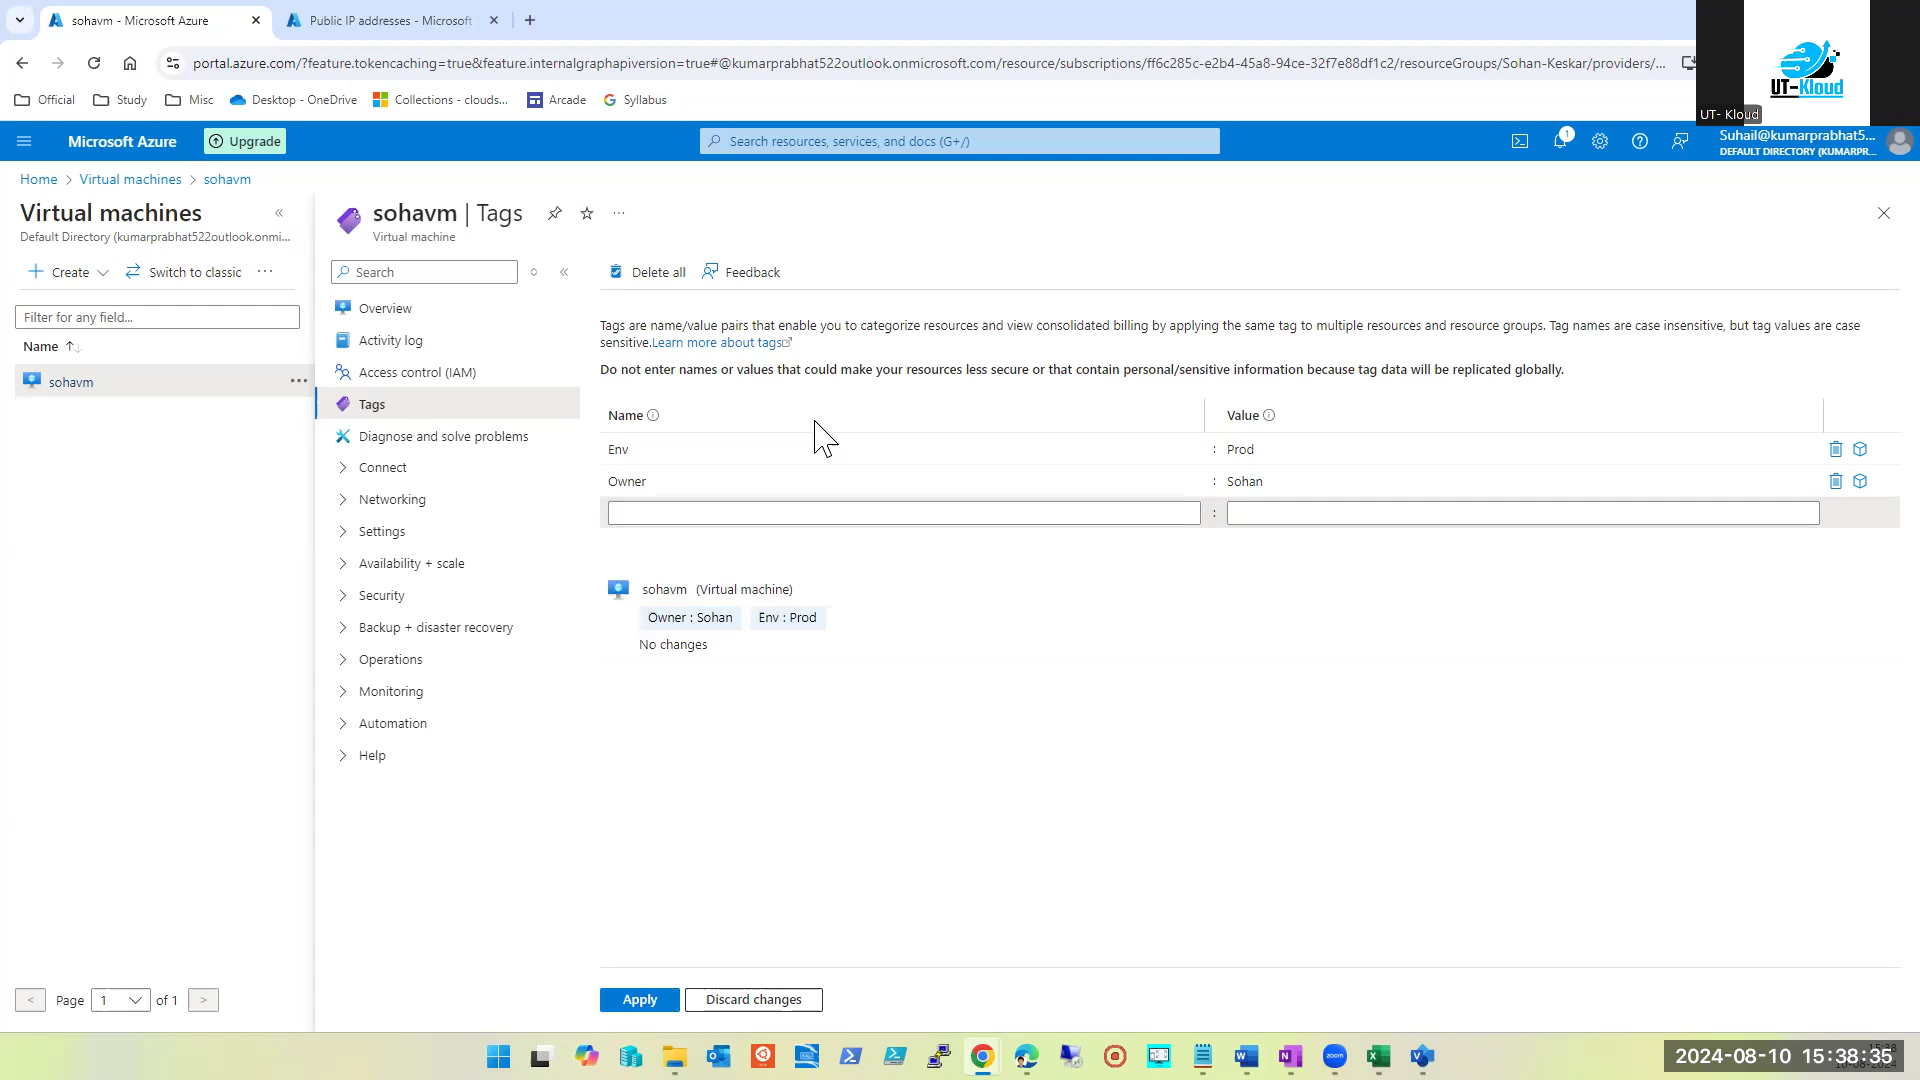 sohavm - Microsoft Azure
Public IP addresses - Microsoft
portal.azure.com/?feature.tokencaching=true&feature.internalgraphapiversion=true#@kumarprabhat522outlook.onmicrosoft.com/resource/subscriptions/ff6c285c-e2b4-45a8-94ce-32f7e88df1c2/resourceGroups/Sohan-Keskar/providers/...
Official
Study
Misc
Desktop - OneDrive
Collections - clouds...
Arcade
Syllabus
UT-Kloud
UT- Kloud
Microsoft Azure
Upgrade
Search resources, services, and docs (G+/)
1
Suhail@kumarprabhat5...
DEFAULT DIRECTORY (KUMARPR...
Home > Virtual machines > sohavm
Virtual machines
Default Directory (kumarprabhat522outlook.onmi...
Create
Switch to classic
Filter for any field...
Name
sohavm
Page 1 of 1
sohavm | Tags
Virtual machine
Search
Overview
Activity log
Access control (IAM)
Tags
Diagnose and solve problems
Connect
Networking
Settings
Availability + scale
Security
Backup + disaster recovery
Operations
Monitoring
Automation
Help
Delete all
Feedback
Tags are name/value pairs that enable you to categorize resources and view consolidated billing by applying the same tag to multiple resources and resource groups. Tag names are case insensitive, but tag values are case
sensitive.Learn more about tags
Do not enter names or values that could make your resources less secure or that contain personal/sensitive information because tag data will be replicated globally.
Name Value
Env : Prod
Owner : Sohan
:
sohavm (Virtual machine)
Owner : Sohan Env : Prod
No changes
Apply
Discard changes
2024-08-10 15:38:35